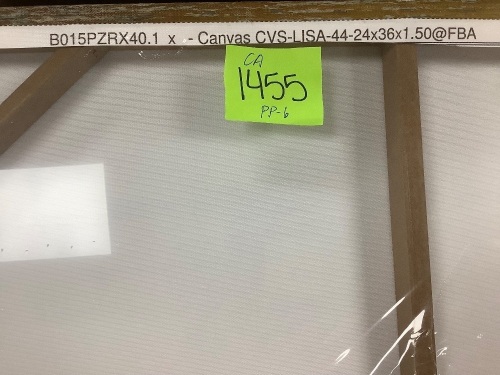 B015PZRX40.1 x - Canvas CVS-LISA-44-24x36x1.50@FBA
CA
1455
PP-6